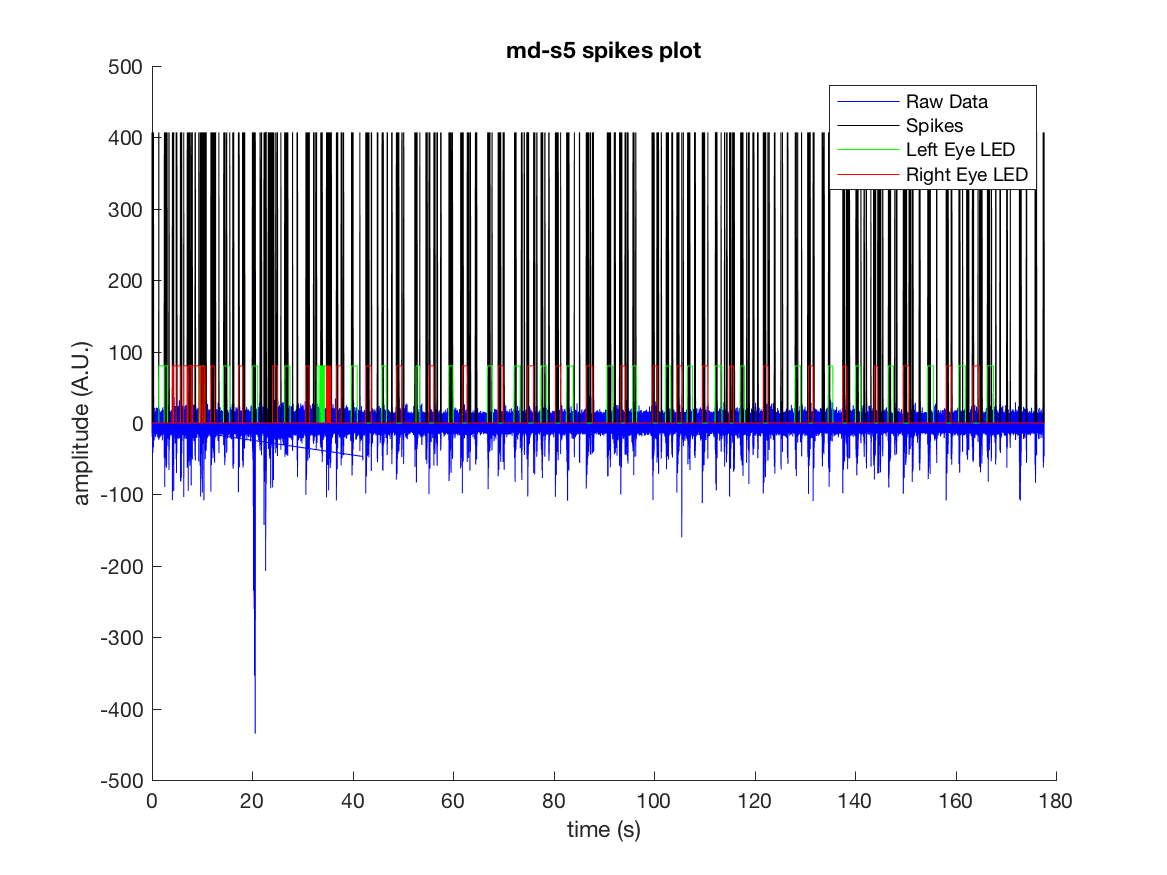 md-s5 spikes plot
500
400
300
200
100
0
-100
-200
-300
-400
-500
amplitude (A.U.)
Raw Data
Spikes
Left Eye LED
Right Eye LED
0 20 40 60 80 100 120 140 160 180
time (s)